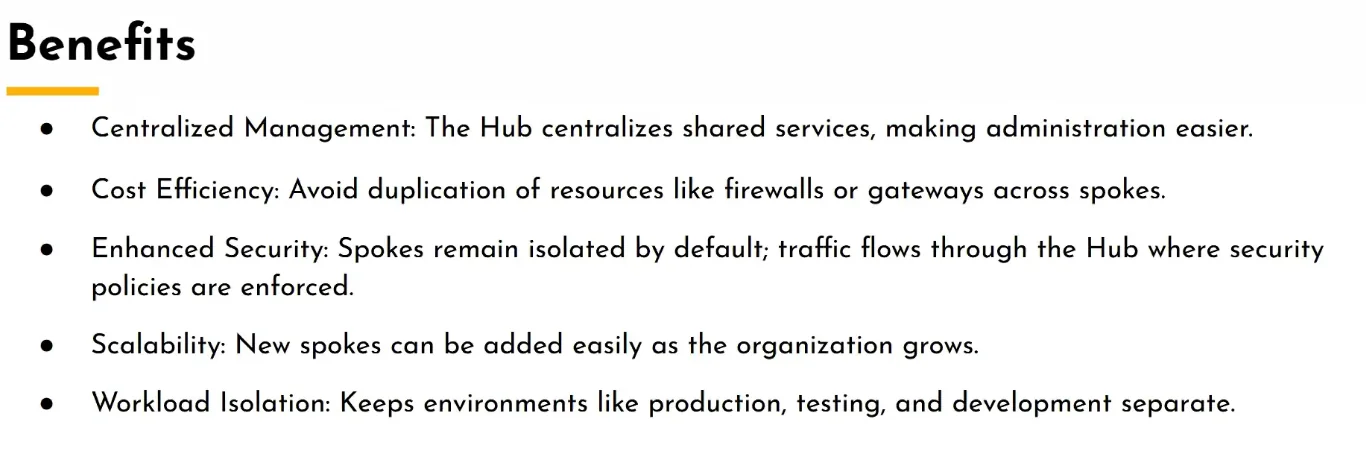 Benefits
● Centralized Management: The Hub centralizes shared services, making administration easier.
● Cost Efficiency: Avoid duplication of resources like firewalls or gateways across spokes.
● Enhanced Security: Spokes remain isolated by default; traffic flows through the Hub where security
policies are enforced.
● Scalability: New spokes can be added easily as the organization grows.
● Workload Isolation: Keeps environments like production, testing, and development separate.